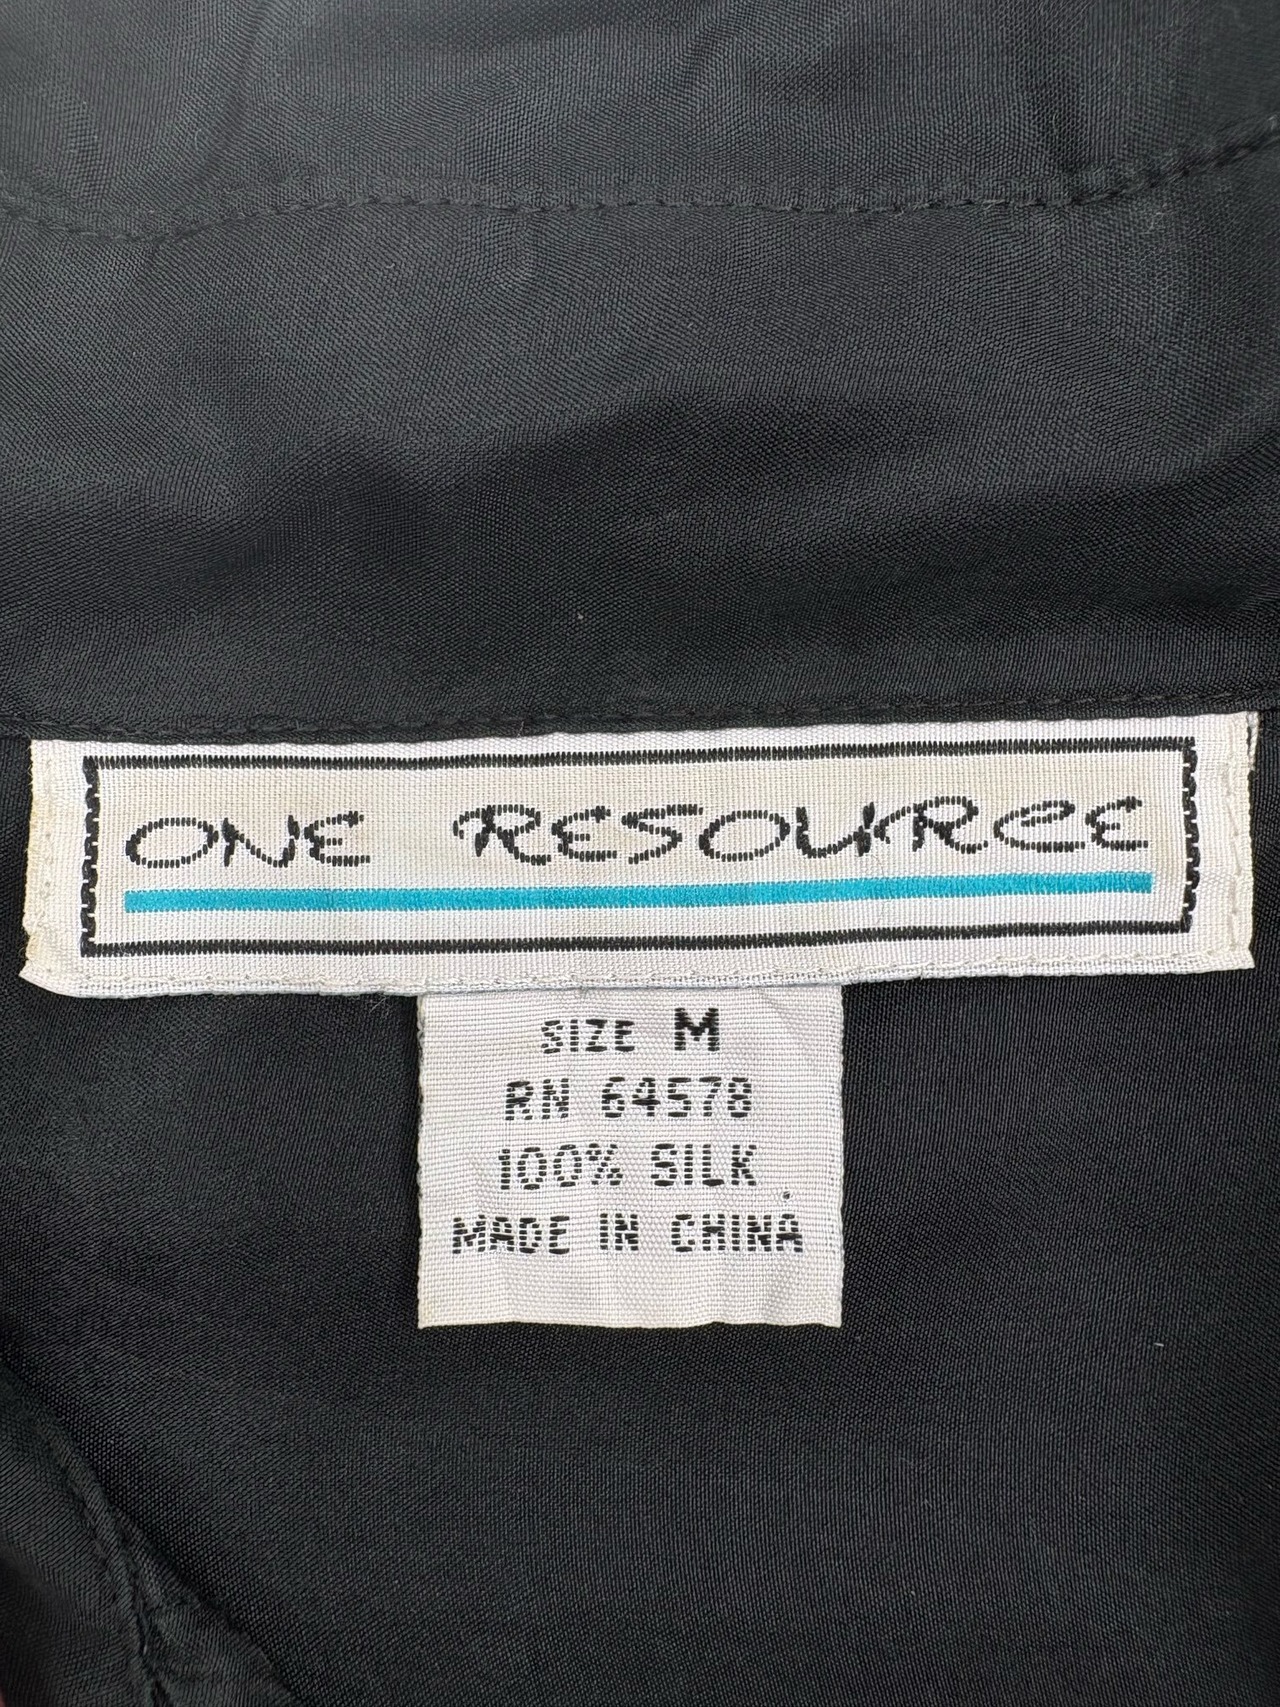 ONE RESOURCE
SIZE M
RN 64578
100% SILK
MADE IN CHINA